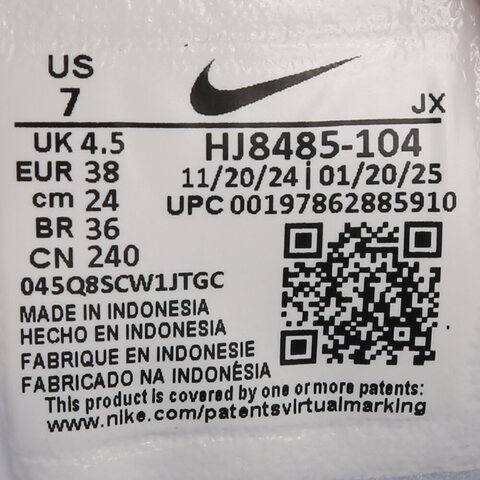 US
7
JX
UK 4.5
EUR 38
cm 24
BR 36
CN 240
HJ8485-104
11/20/24 | 01/20/25
UPC 00197862885910
045Q8SCW1JTGC
MADE IN INDONESIA
HECHO EN INDONESIA
FABRIQUE EN INDONESIE
FABRICADO NA INDONÉSIA
This product is covered by one or more patents:
www.nike.com/patentsvirtualmarking